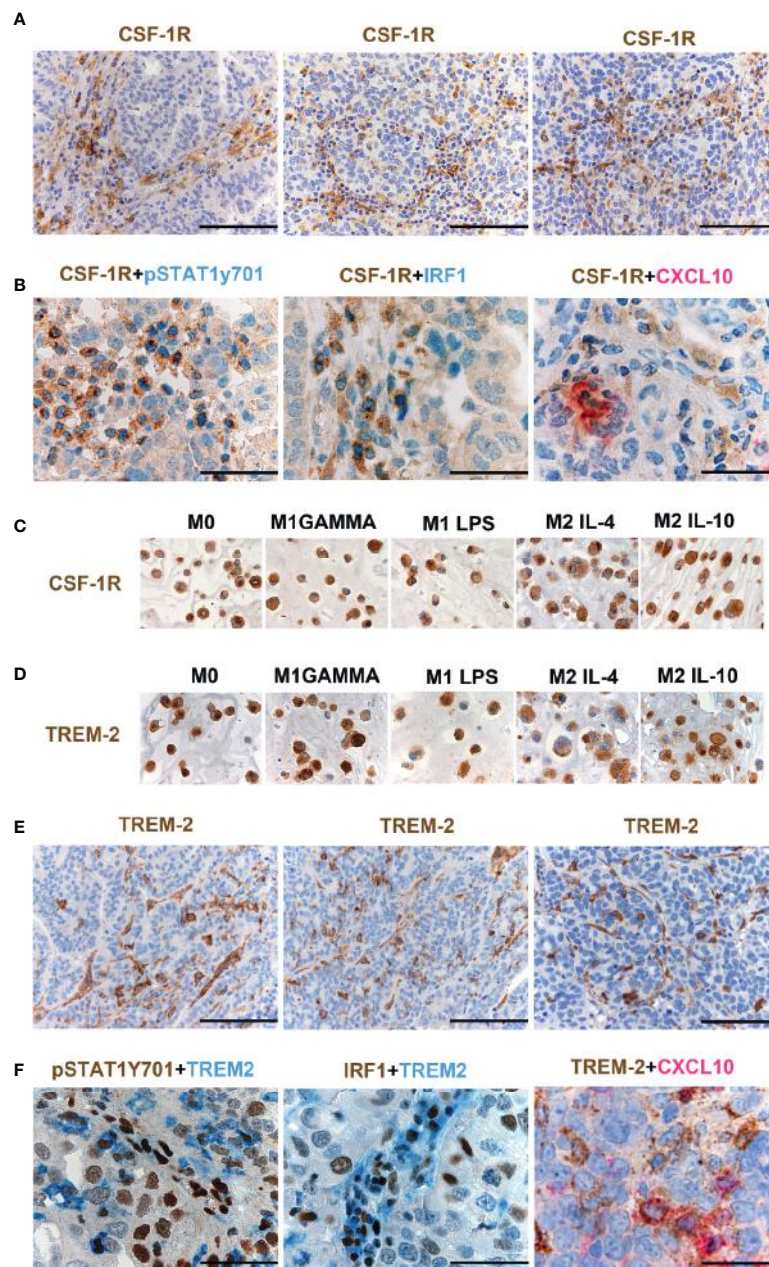 A
CSF-1R CSF-1R CSF-1R
B
CSF-1R+pSTAT1y701 CSF-1R+IRF1 CSF-1R+CXCL10
C
M0 M1GAMMA M1 LPS M2 IL-4 M2 IL-10
CSF-1R
D
M0 M1GAMMA M1 LPS M2 IL-4 M2 IL-10
TREM-2
E
TREM-2 TREM-2 TREM-2
F
pSTAT1Y701+TREM2 IRF1+TREM2 TREM-2+CXCL10